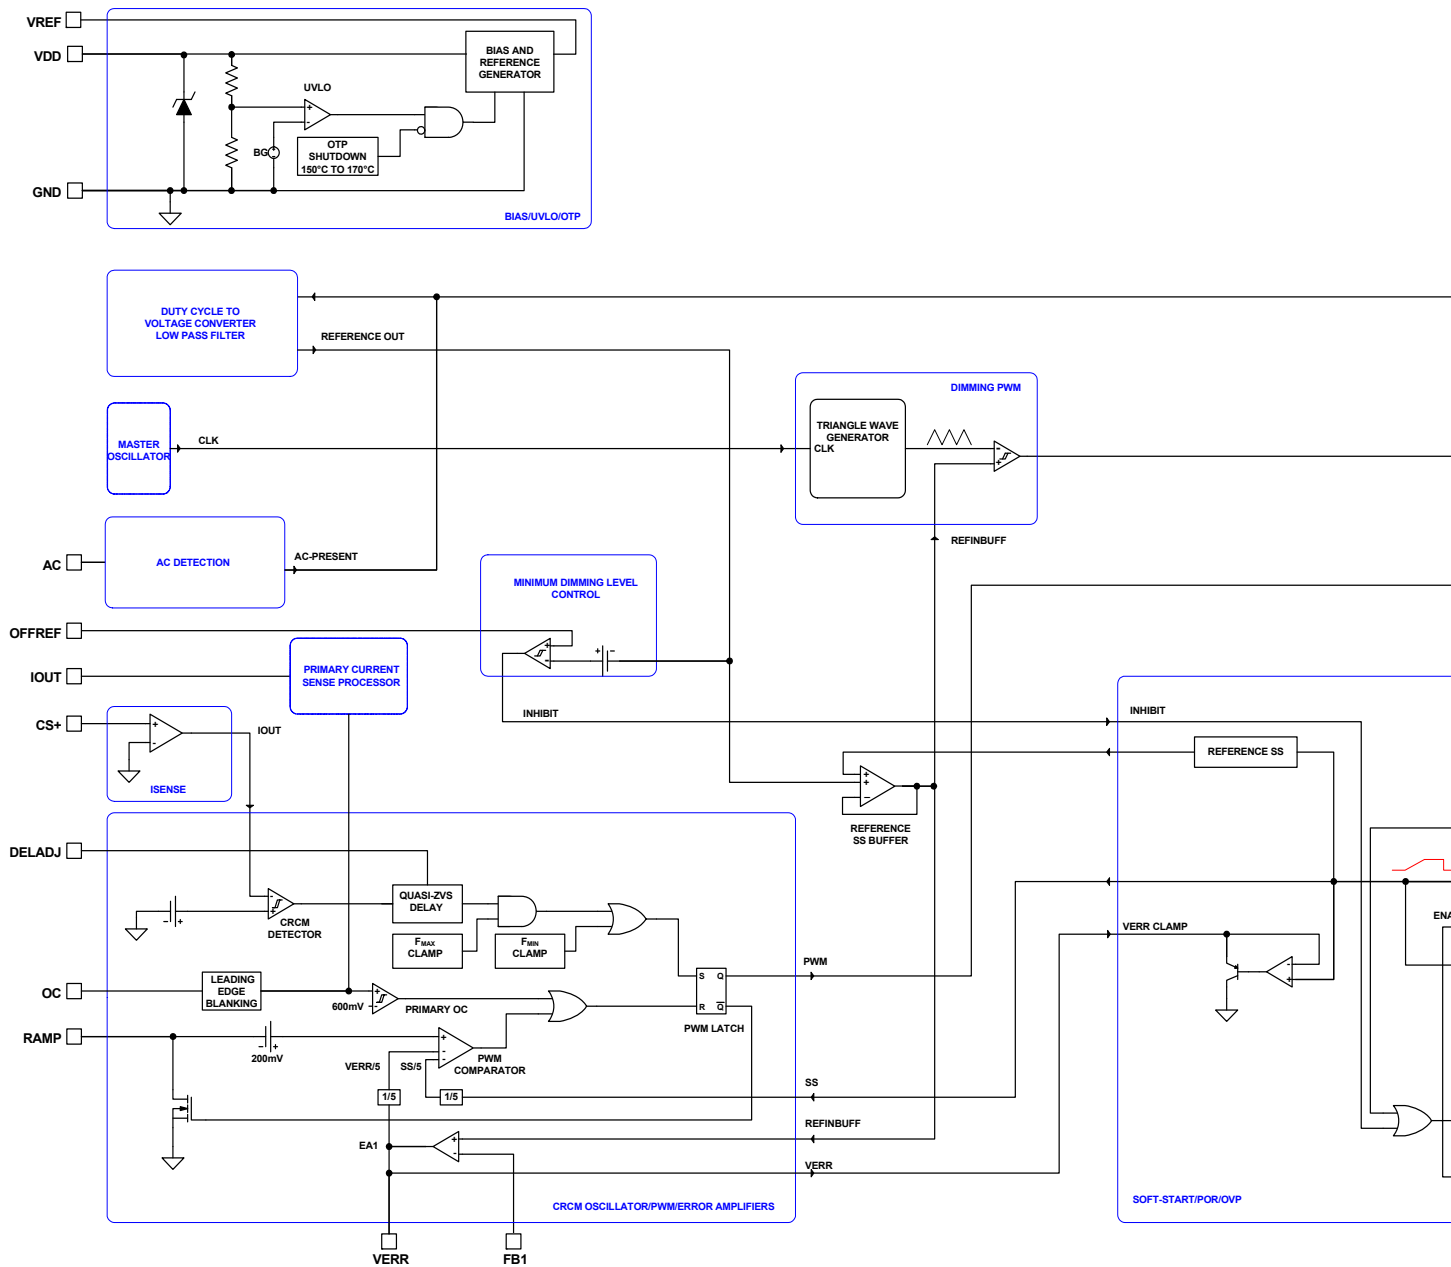 VREF
VDD
BIAS AND
REFERENCE
GENERATOR
UVLO
+
-
BG
+
-
OTP
SHUTDOWN
150°C TO 170°C
GND
BIAS/UVLO/OTP
DUTY CYCLE TO
VOLTAGE CONVERTER
LOW PASS FILTER
REFERENCE OUT
DIMMING PWM
MASTER
OSCILLATOR
CLK
TRIANGLE WAVE
GENERATOR
CLK
-
+
REFINBUFF
AC
AC DETECTION
AC-PRESENT
MINIMUM DIMMING LEVEL
CONTROL
OFFREF
+
-
+
-
IOUT
PRIMARY CURRENT
SENSE PROCESSOR
CS+
+
-
IOUT
ISENSE
INHIBIT
INHIBIT
REFERENCE SS
+
+
-
REFERENCE
SS BUFFER
DELADJ
-
+
- +
CRCM
DETECTOR
QUASI-ZVS
DELAY
FMAX
CLAMP
FMIN
CLAMP
VERR CLAMP
-
+
ENA
PWM
S Q
R Q
PWM LATCH
OC
LEADING
EDGE
BLANKING
600mV
+
-
PRIMARY OC
RAMP
- +
200mV
+
-
-
PWM
COMPARATOR
VERR/5
SS/5
1/5
1/5
SS
EA1
+
-
REFINBUFF
VERR
CRCM OSCILLATOR/PWM/ERROR AMPLIFIERS
SOFT-START/POR/OVP
VERR
FB1